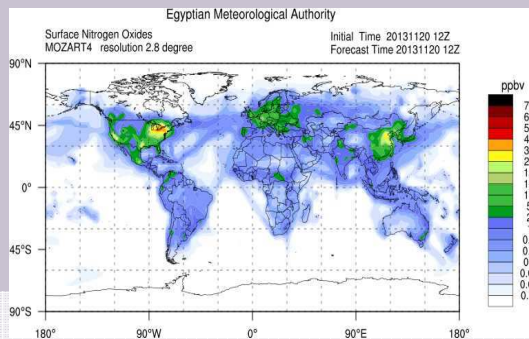 Egyptian Meteorological Authority
Surface Nitrogen Oxides
MOZART4 resolution 2.8 degree
Initial Time 20131120 12Z
Forecast Time 20131120 12Z
ppbv
90°N
45°N
0°
45°S
90°S
180° 90°W 0° 90°E 180°